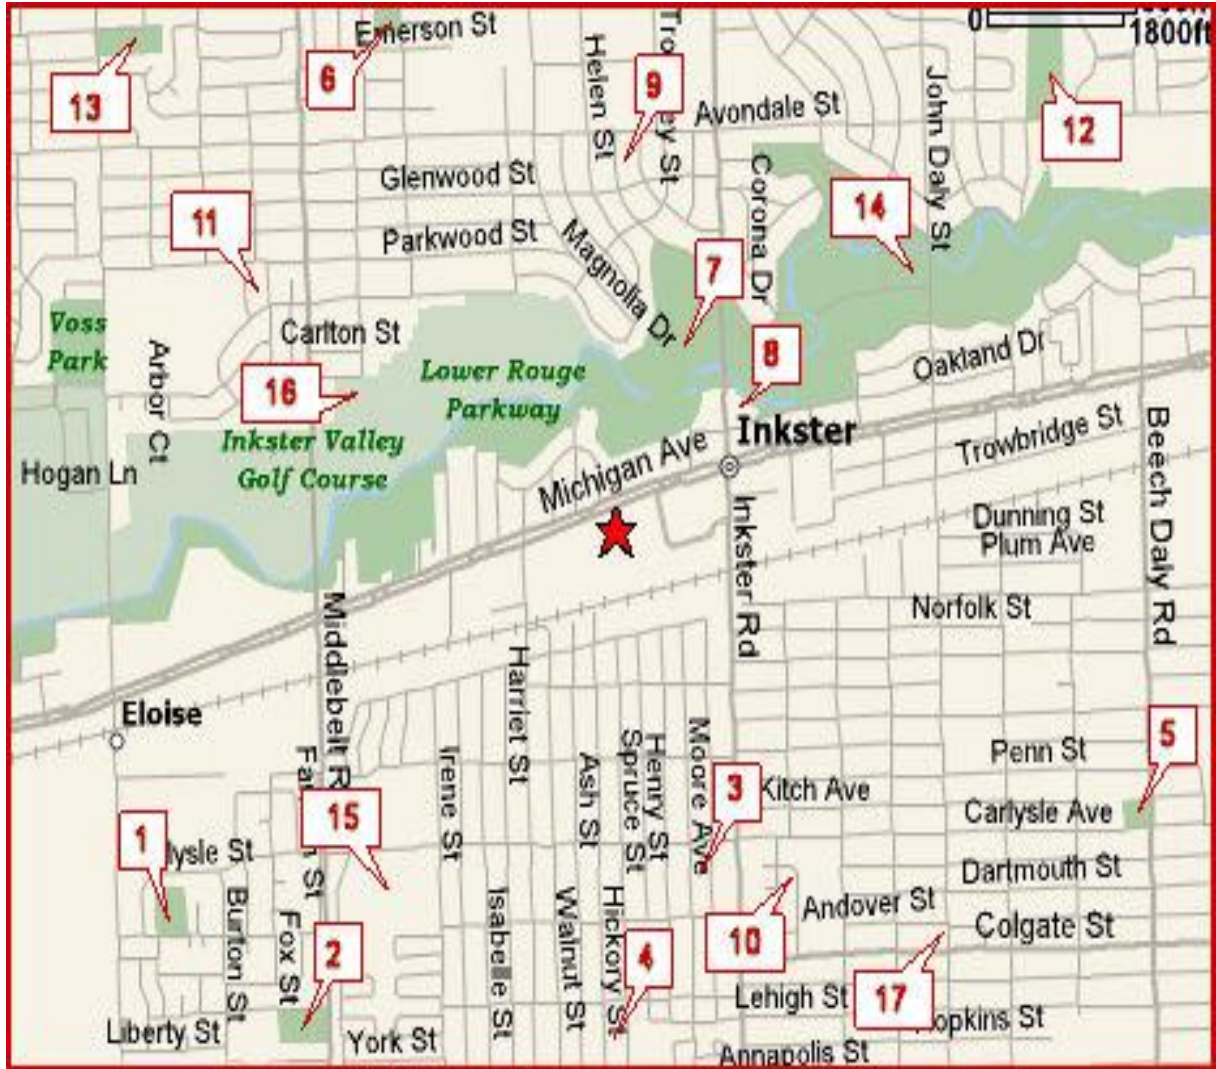 0
1800ft
Emerson St
6
13
Helen St
9
Avondale St
John Daly St
12
Glenwood St
Corona Dr
14
11
Parkwood St
Magnolia Dr
7
Voss
Park
Carlton St
Arbor Ct
8
Oakland Dr
16
Lower Rouge
Parkway
Inkster Valley
Golf Course
Hogan Ln
Michigan Ave
Inkster
Trowbridge St
Beech Daly Rd
Inkster Rd
Dunning St
Plum Ave
Norfolk St
Middlebelt R
Harriet St
Eloise
Irene St
Ash St
Spruce St
Henry St
Moore Ave
Penn St
5
3
Kitch Ave
Carlysle Ave
15
1
lysle St
Dartmouth St
Burton St
Fox St
Isabelle St
Walnut St
Hickory St
Andover St
Colgate St
10
2
4
17
Lehigh St
opkins St
Liberty St
York St
Annapolis St